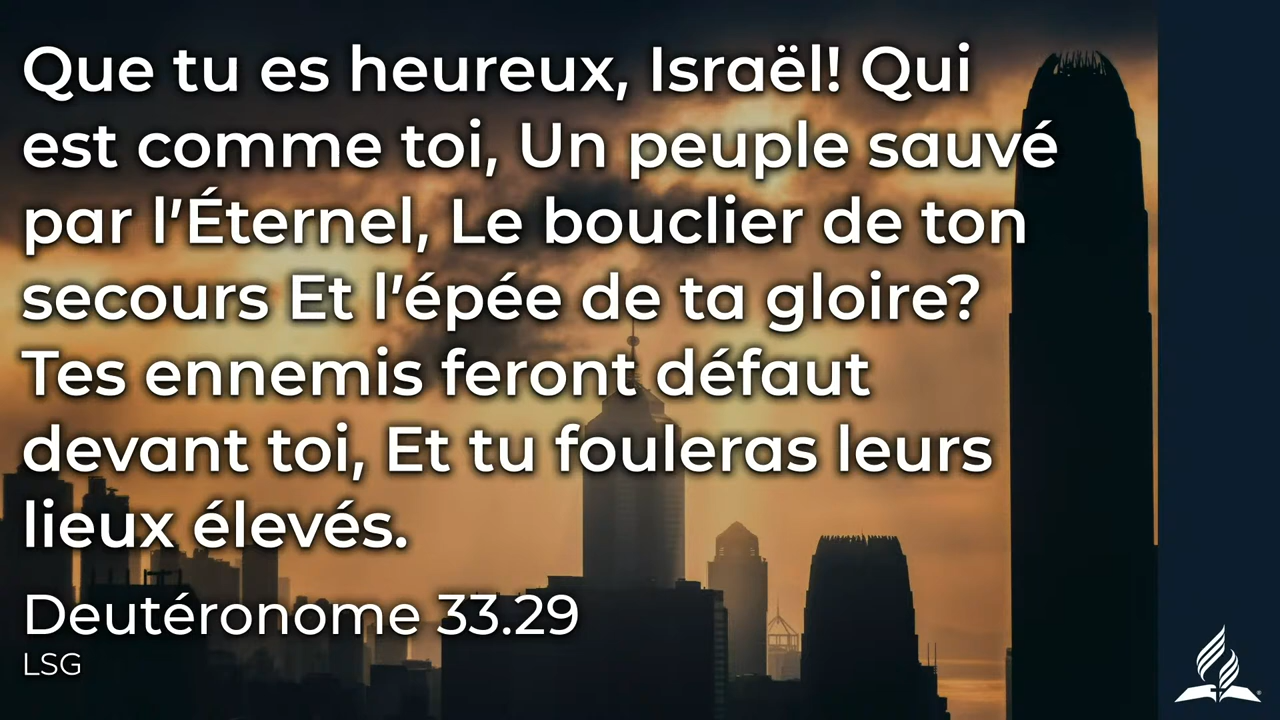 Que tu es heureux, Israël! Qui
est comme toi, Un peuple sauvé
par l’Éternel, Le bouclier de ton
secours Et l’épée de ta gloire?
Tes ennemis feront défaut
devant toi, Et tu fouleras leurs
lieux élevés.
Deutéronome 33.29
LSG